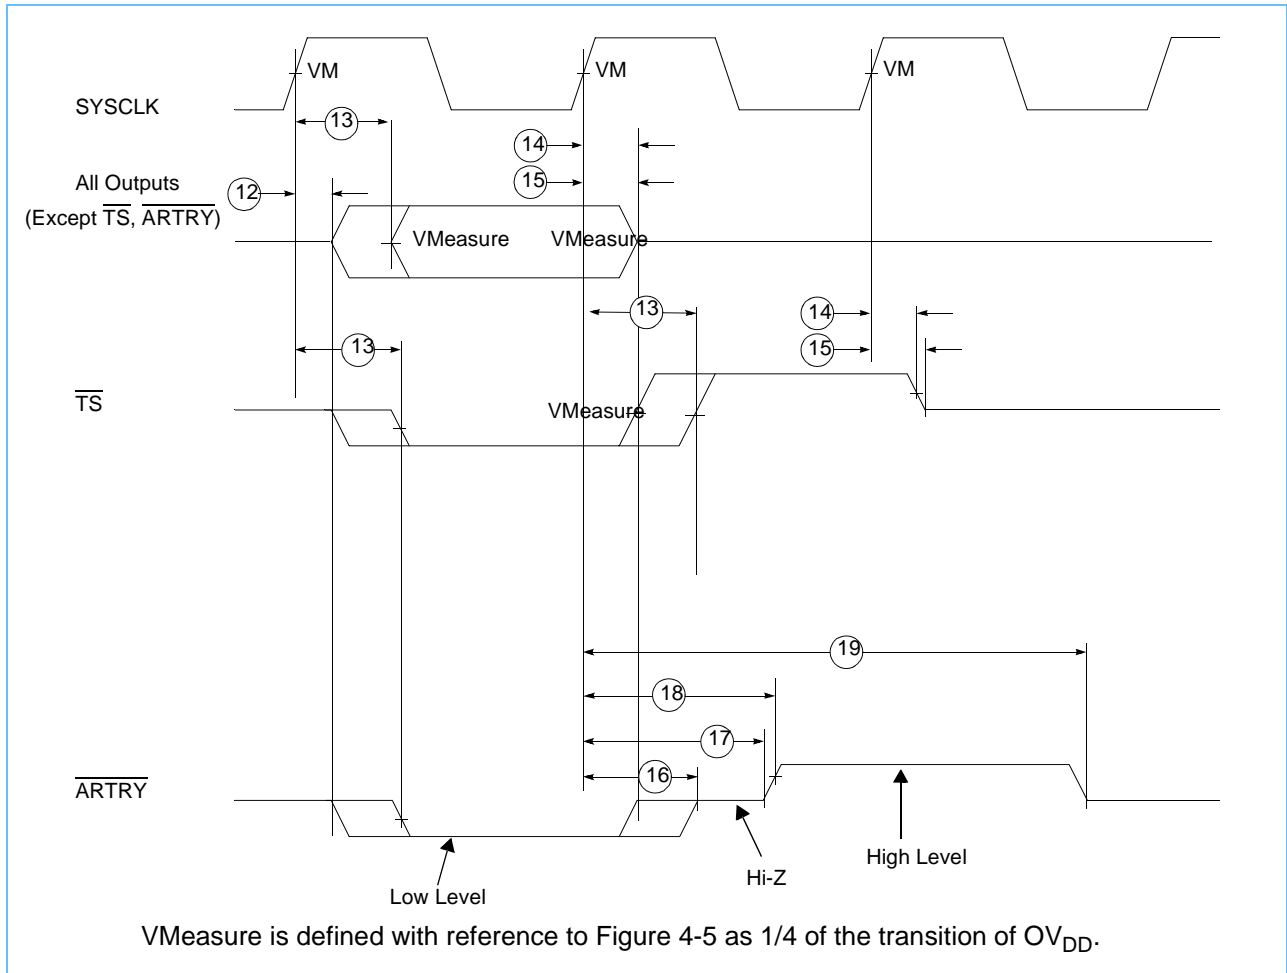 VM VM VM
SYSCLK
13
14
15
All Outputs
12
(Except TS, ARTRY)
VMeasure VMeasure
13
14
13
15
TS
VMeasure
19
18
17
16
ARTRY
High Level
Hi-Z
Low Level
VMeasure is defined with reference to Figure 4-5 as 1/4 of the transition of OVDD.